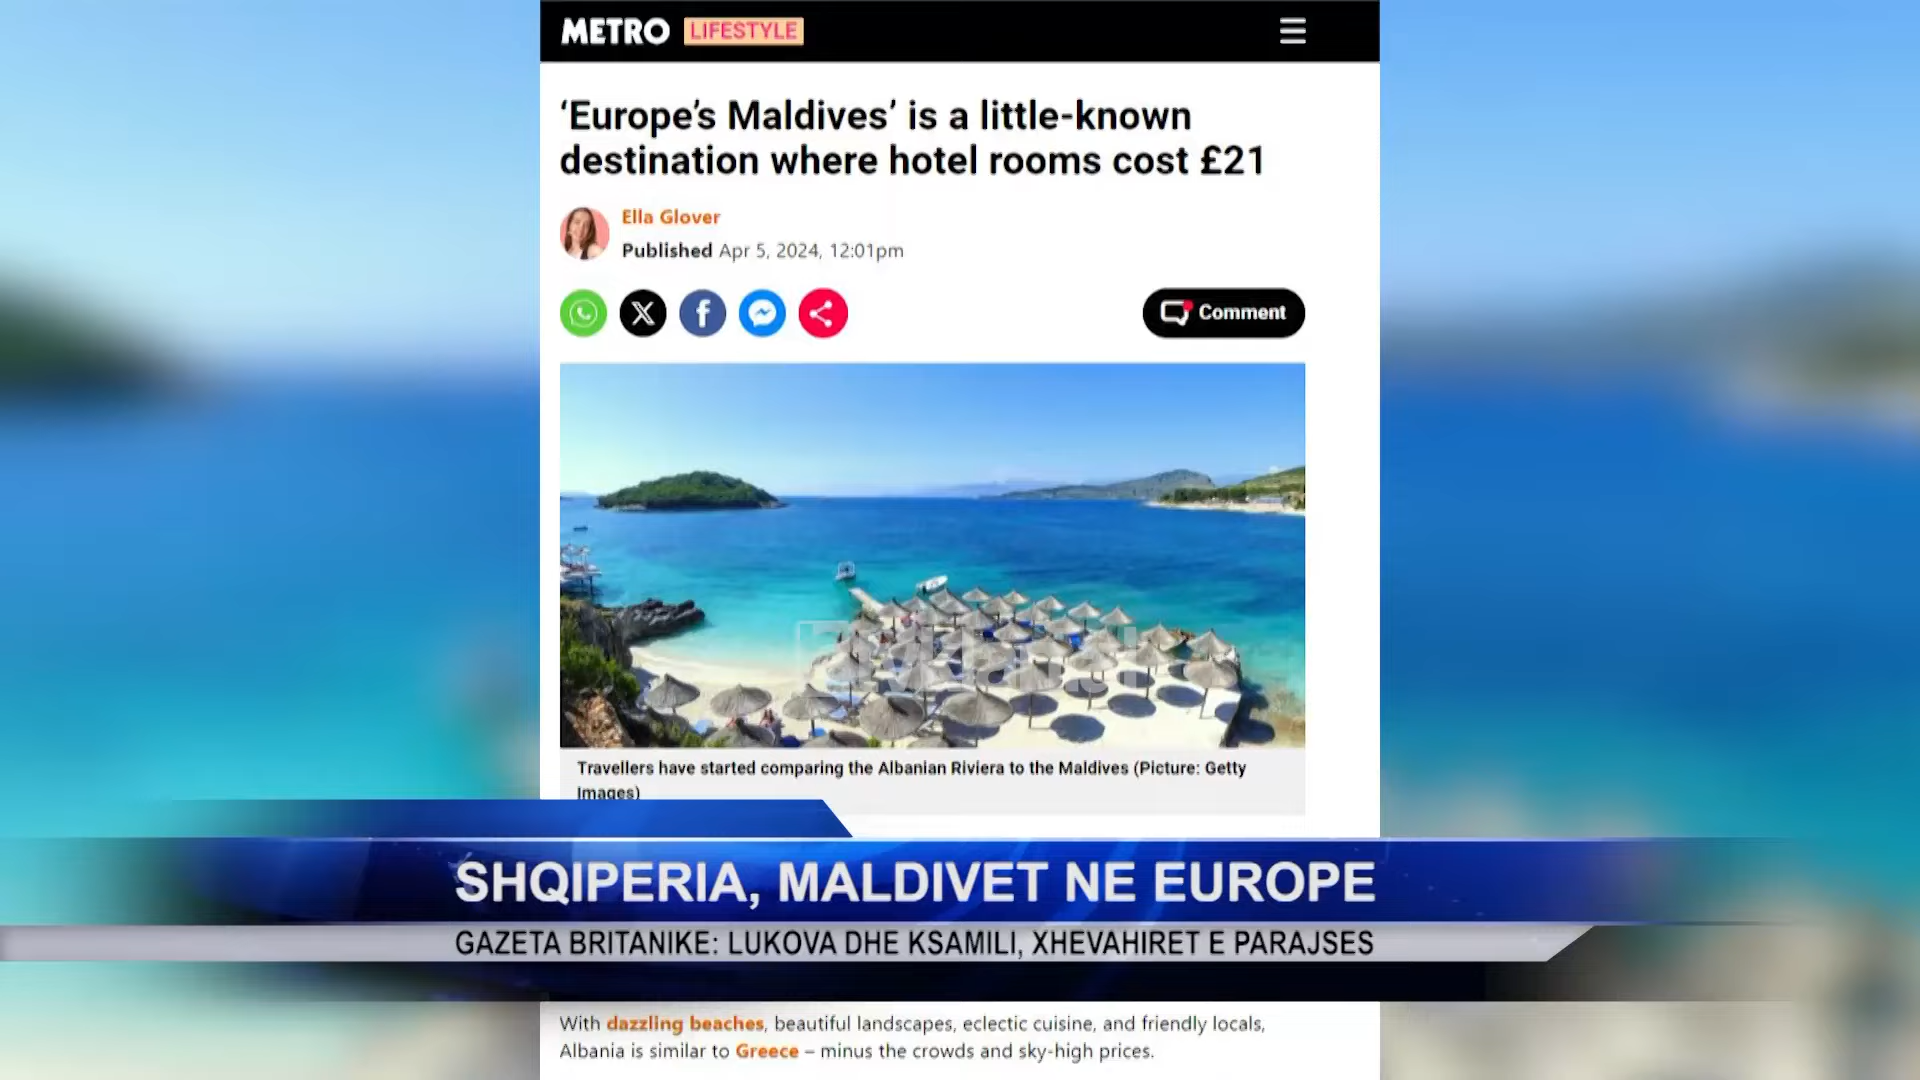 METRO LIFESTYLE
‘Europe’s Maldives’ is a little-known
destination where hotel rooms cost £21
Ella Glover
Published Apr 5, 2024, 12:01pm
Comment
Travellers have started comparing the Albanian Riviera to the Maldives (Picture: Getty
Images)
SHQIPERIA, MALDIVET NE EUROPE
GAZETA BRITANIKE: LUKOVA DHE KSAMILI, XHEVAHIRET E PARAJSES
With dazzling beaches, beautiful landscapes, eclectic cuisine, and friendly locals,
Albania is similar to Greece – minus the crowds and sky-high prices.